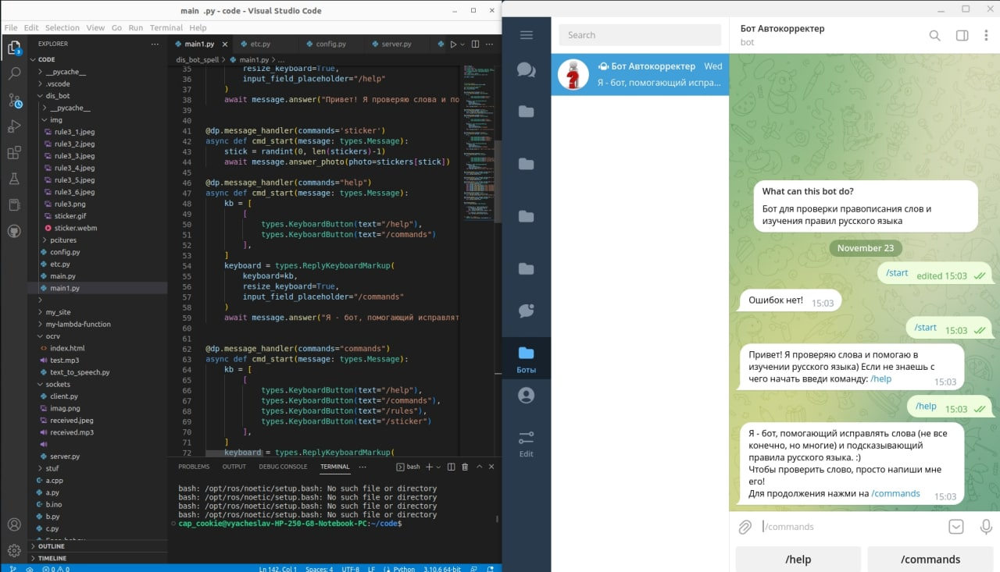 main .py - code - Visual Studio Code
File Edit Selection View Go Run Terminal Help
EXPLORER
CODE
__pycache__
.vscode
dis_bot
__pycache__
img
rule3_1.jpeg
rule3_2.jpeg
rule3_3.jpeg
rule3_4.jpeg
rule3_5.jpeg
rule3_6.jpeg
rule3.png
sticker.gif
sticker.webm
pcitures
config.py
etc.py
main.py
main1.py
my_site
my-lambda-function
ocrv
index.html
test.mp3
text_to_speech.py
sockets
client.py
imag.png
received.jpeg
received.mp3
server.py
stuf
a.cpp
a.py
b.ino
b.py
c.py
OUTLINE
TIMELINE
main1.py etc.py config.py server.py
dis_bot_spell > main1.py > ...
35 resize_keyboard=True,
36 input_field_placeholder="/help"
37 )
38 await message.answer("Привет! Я проверяю слова и по
39
40
41 @dp.message_handler(commands='sticker')
42 async def cmd_start(message: types.Message):
43 stick = randint(0, len(stickers)-1)
44 await message.answer_photo(photo=stickers[stick])
45
46 @dp.message_handler(commands="help")
47 async def cmd_start(message: types.Message):
48 kb = [
49 [
50 types.KeyboardButton(text="/help"),
51 types.KeyboardButton(text="/commands")
52 ],
53 ]
54 keyboard = types.ReplyKeyboardMarkup(
55 keyboard=kb,
56 resize_keyboard=True,
57 input_field_placeholder="/commands"
58 )
59 await message.answer("Я - бот, помогающий исправлят
60
61
62 @dp.message_handler(commands="commands")
63 async def cmd_start(message: types.Message):
64 kb = [
65 [
66 types.KeyboardButton(text="/help"),
67 types.KeyboardButton(text="/commands"),
68 types.KeyboardButton(text="/rules"),
69 types.KeyboardButton(text="/sticker")
70 ],
71 ]
72 keyboard = types.ReplyKeyboardMarkup(
PROBLEMS OUTPUT DEBUG CONSOLE TERMINAL ... bash
bash: /opt/ros/noetic/setup.bash: No such file or directory
bash: /opt/ros/noetic/setup.bash: No such file or directory
bash: /opt/ros/noetic/setup.bash: No such file or directory
bash: /opt/ros/noetic/setup.bash: No such file or directory
cap_cookie@vyacheslav-HP-250-G8-Notebook-PC:~/code$
0 0 Ln 142, Col 1 Spaces: 4 UTF-8 LF Python 3.10.6 64-bit
Боты
Edit
Search
Бот Автокорректер Wed
Я - бот, помогающий испра...
Бот Автокорректер
bot
What can this bot do?
Бот для проверки правописания слов и
изучения правил русского языка
November 23
/start edited 15:03
Ошибок нет! 15:03
/start 15:03
Привет! Я проверяю слова и помогаю в
изучении русского языка) Если не знаешь с
чего начать введи команду: /help 15:03
/help 15:03
Я - бот, помогающий исправлять слова (не все
конечно, но многие) и подсказывающий
правила русского языка. :)
Чтобы проверить слово, просто напиши мне
его!
Для продолжения нажми на /commands 15:03
/commands
/help /commands